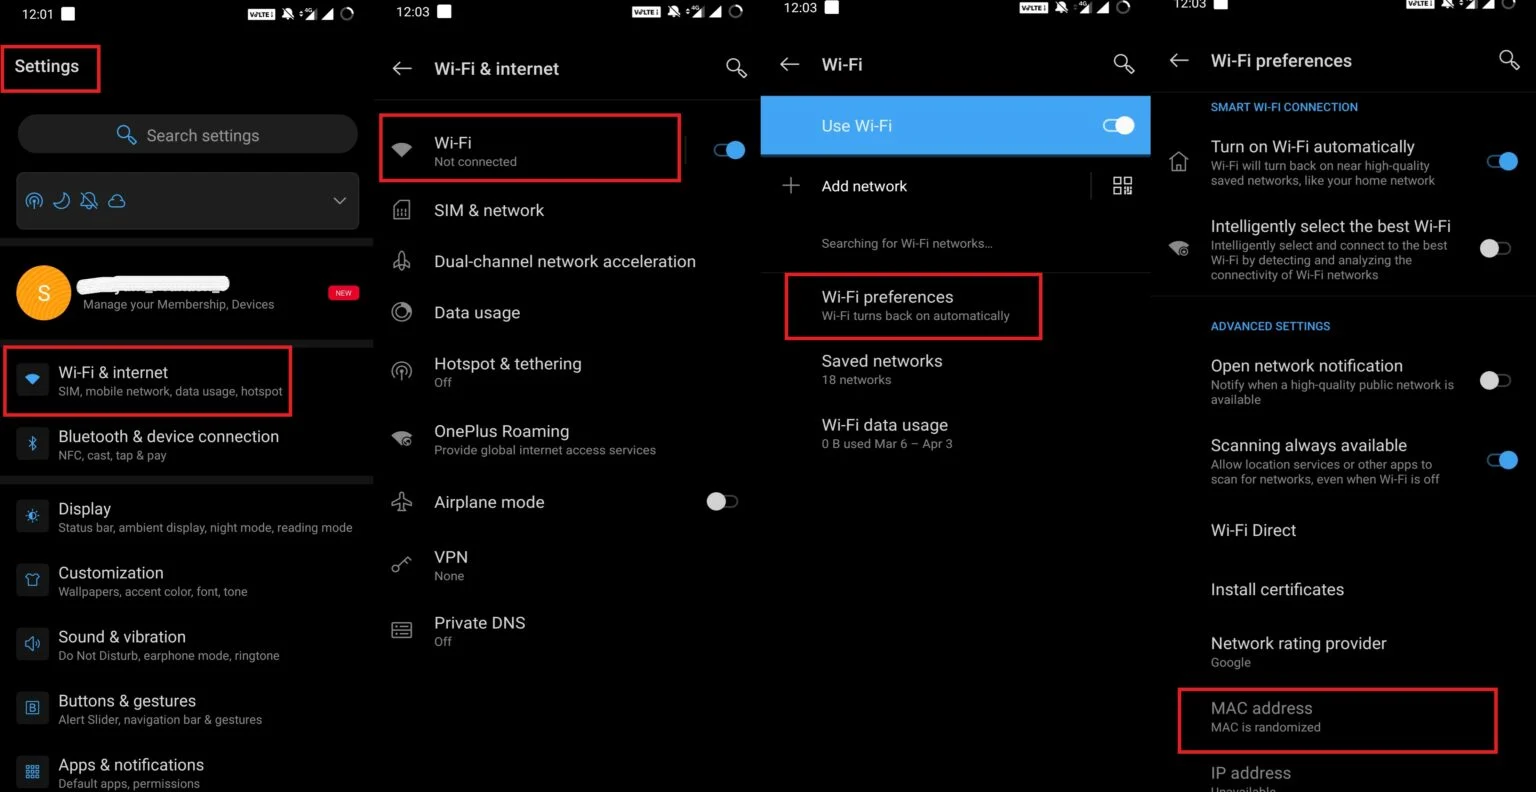 12:01
VoLTE 1
4G
Settings
Search settings
S
Manage your Membership, Devices
NEW
Wi-Fi & internet
SIM, mobile network, data usage, hotspot
Bluetooth & device connection
NFC, cast, tap & pay
Display
Status bar, ambient display, night mode, reading mode
Customization
Wallpapers, accent color, font, tone
Sound & vibration
Do Not Disturb, earphone mode, ringtone
B
Buttons & gestures
Alert Slider, navigation bar & gestures
Apps & notifications
Default apps, permissions
12:03
VoLTE 1
4G
Wi-Fi & internet
Wi-Fi
Not connected
SIM & network
Dual-channel network acceleration
Data usage
Hotspot & tethering
Off
OnePlus Roaming
Provide global internet access services
Airplane mode
VPN
None
Private DNS
Off
12:03
VoLTE 1
4G
Wi-Fi
Use Wi-Fi
Add network
Searching for Wi-Fi networks…
Wi-Fi preferences
Wi-Fi turns back on automatically
Saved networks
18 networks
Wi-Fi data usage
0 B used Mar 6 – Apr 3
12:03
VoLTE 1
Wi-Fi preferences
SMART WI-FI CONNECTION
Turn on Wi-Fi automatically
Wi-Fi will turn back on near high-quality
saved networks, like your home network
Intelligently select the best Wi-Fi
Intelligently select and connect to the best
Wi-Fi by detecting and analyzing the
connectivity of Wi-Fi networks
ADVANCED SETTINGS
Open network notification
Notify when a high-quality public network is
available
Scanning always available
Allow location services or other apps to
scan for networks, even when Wi-Fi is off
Wi-Fi Direct
Install certificates
Network rating provider
Google
MAC address
MAC is randomized
IP address
Unavailable